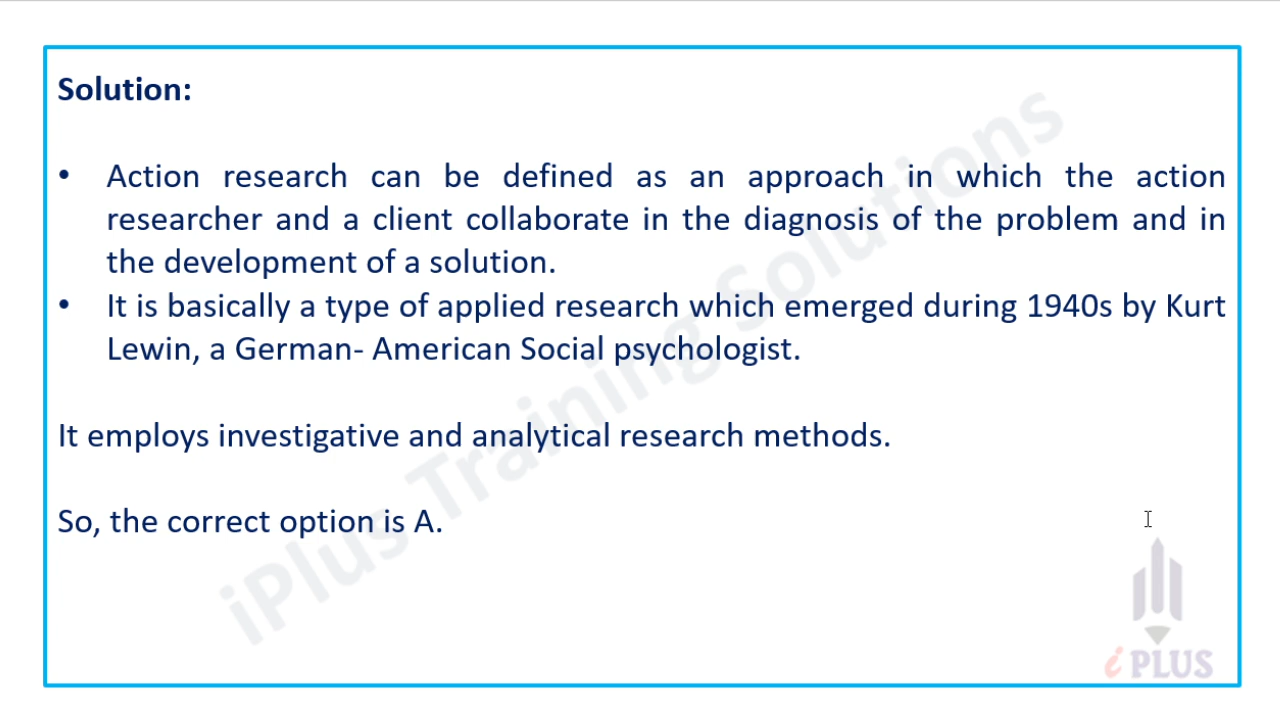 Solution:
• Action research can be defined as an approach in which the action
researcher and a client collaborate in the diagnosis of the problem and in
the development of a solution.
• It is basically a type of applied research which emerged during 1940s by Kurt
Lewin, a German- American Social psychologist.
It employs investigative and analytical research methods.
So, the correct option is A.
iPlus Training Solutions
i PLUS